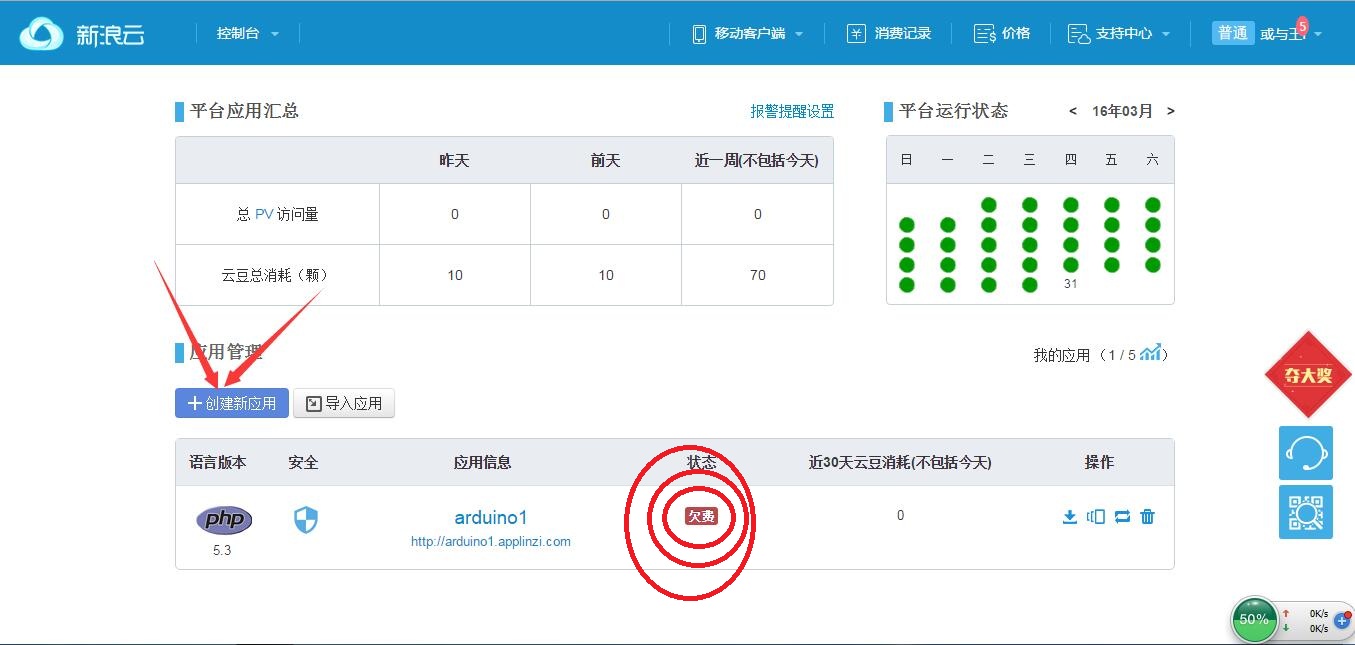 新浪云 控制台 移动客户端 消费记录 价格 支持中心 普通 或与王 5
平台应用汇总 报警提醒设置
昨天 前天 近一周(不包括今天)
总 PV 访问量 0 0 0
云豆总消耗（颗） 10 10 70
平台运行状态 < 16年03月 >
日 一 二 三 四 五 六
31
应用管理 我的应用（1 / 5 ）
创建新应用 导入应用
语言版本 安全 应用信息 状态 近30天云豆消耗(不包括今天) 操作
php 5.3 arduino1 欠费 0
http://arduino1.applinzi.com
夺大奖
50% 0K/s
0K/s